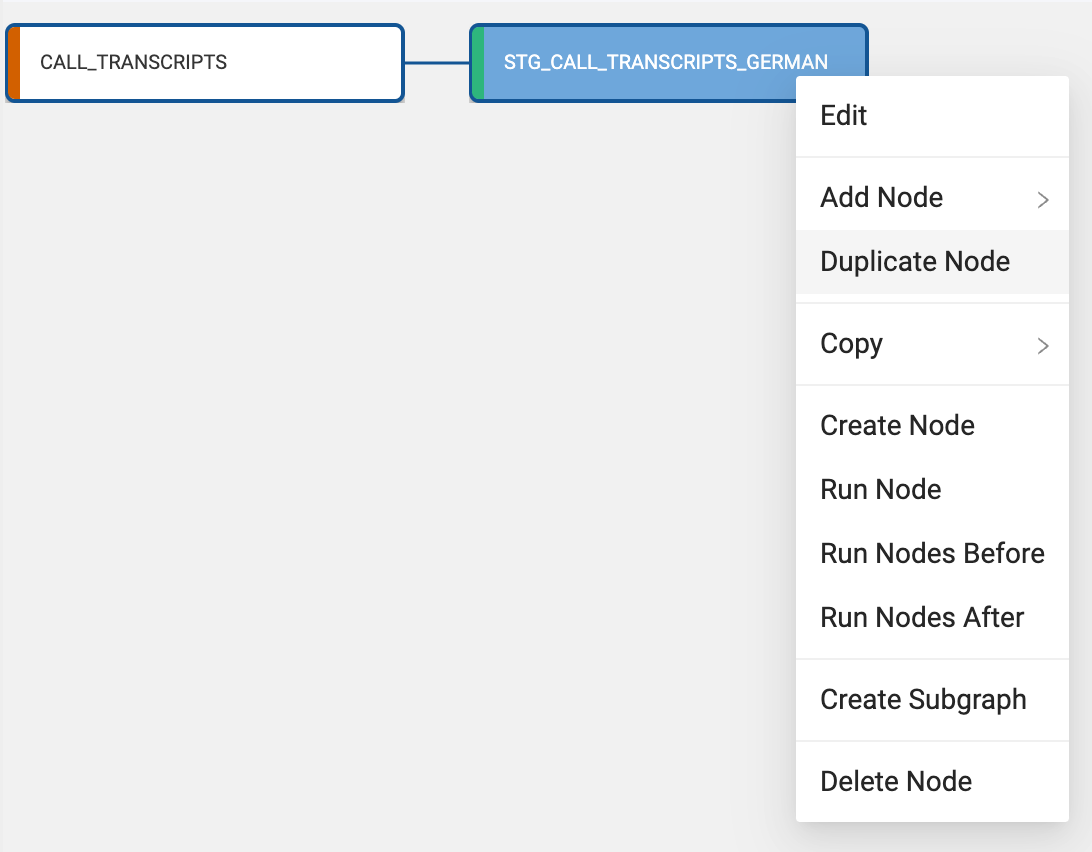 CALL_TRANSCRIPTS
STG_CALL_TRANSCRIPTS_GERMAN
Edit
Add Node
Duplicate Node
Copy
Create Node
Run Node
Run Nodes Before
Run Nodes After
Create Subgraph
Delete Node